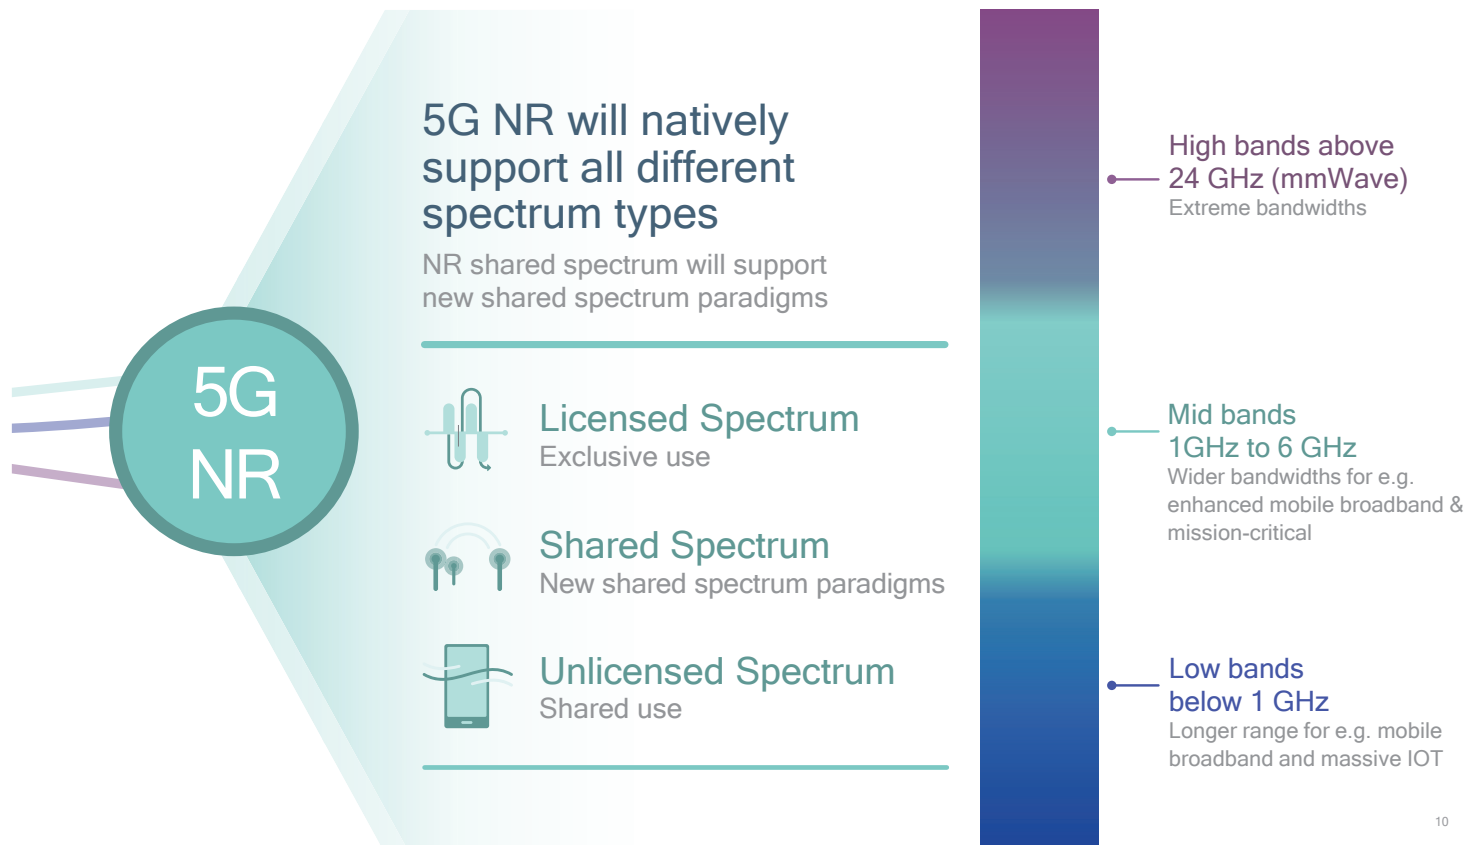 5G
NR
5G NR will natively
support all different
spectrum types
NR shared spectrum will support
new shared spectrum paradigms
Licensed Spectrum
Exclusive use
Shared Spectrum
New shared spectrum paradigms
Unlicensed Spectrum
Shared use
High bands above
24 GHz (mmWave)
Extreme bandwidths
Mid bands
1GHz to 6 GHz
Wider bandwidths for e.g.
enhanced mobile broadband &
mission-critical
Low bands
below 1 GHz
Longer range for e.g. mobile
broadband and massive IOT
10